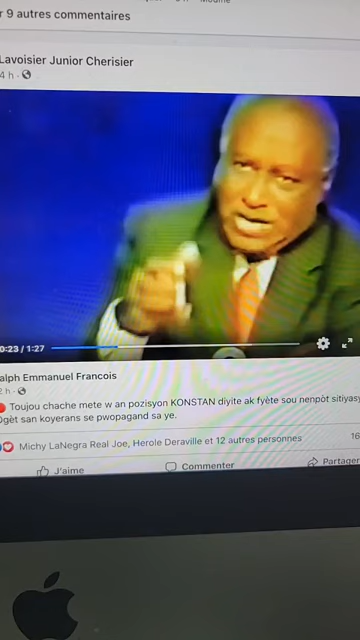 r 9 autres commentaires
Lavoisier Junior Cherisier
4 h
0:23 / 1:27
alph Emmanuel Francois
2 h
Toujou chache mete w an pozisyon KONSTAN diyite ak fyète sou nenpòt sitiyasy
gèt san koyerans se pwopagand sa ye.
Michy LaNegra Real Joe, Herole Deraville et 12 autres personnes
16
J'aime
Commenter
Partager